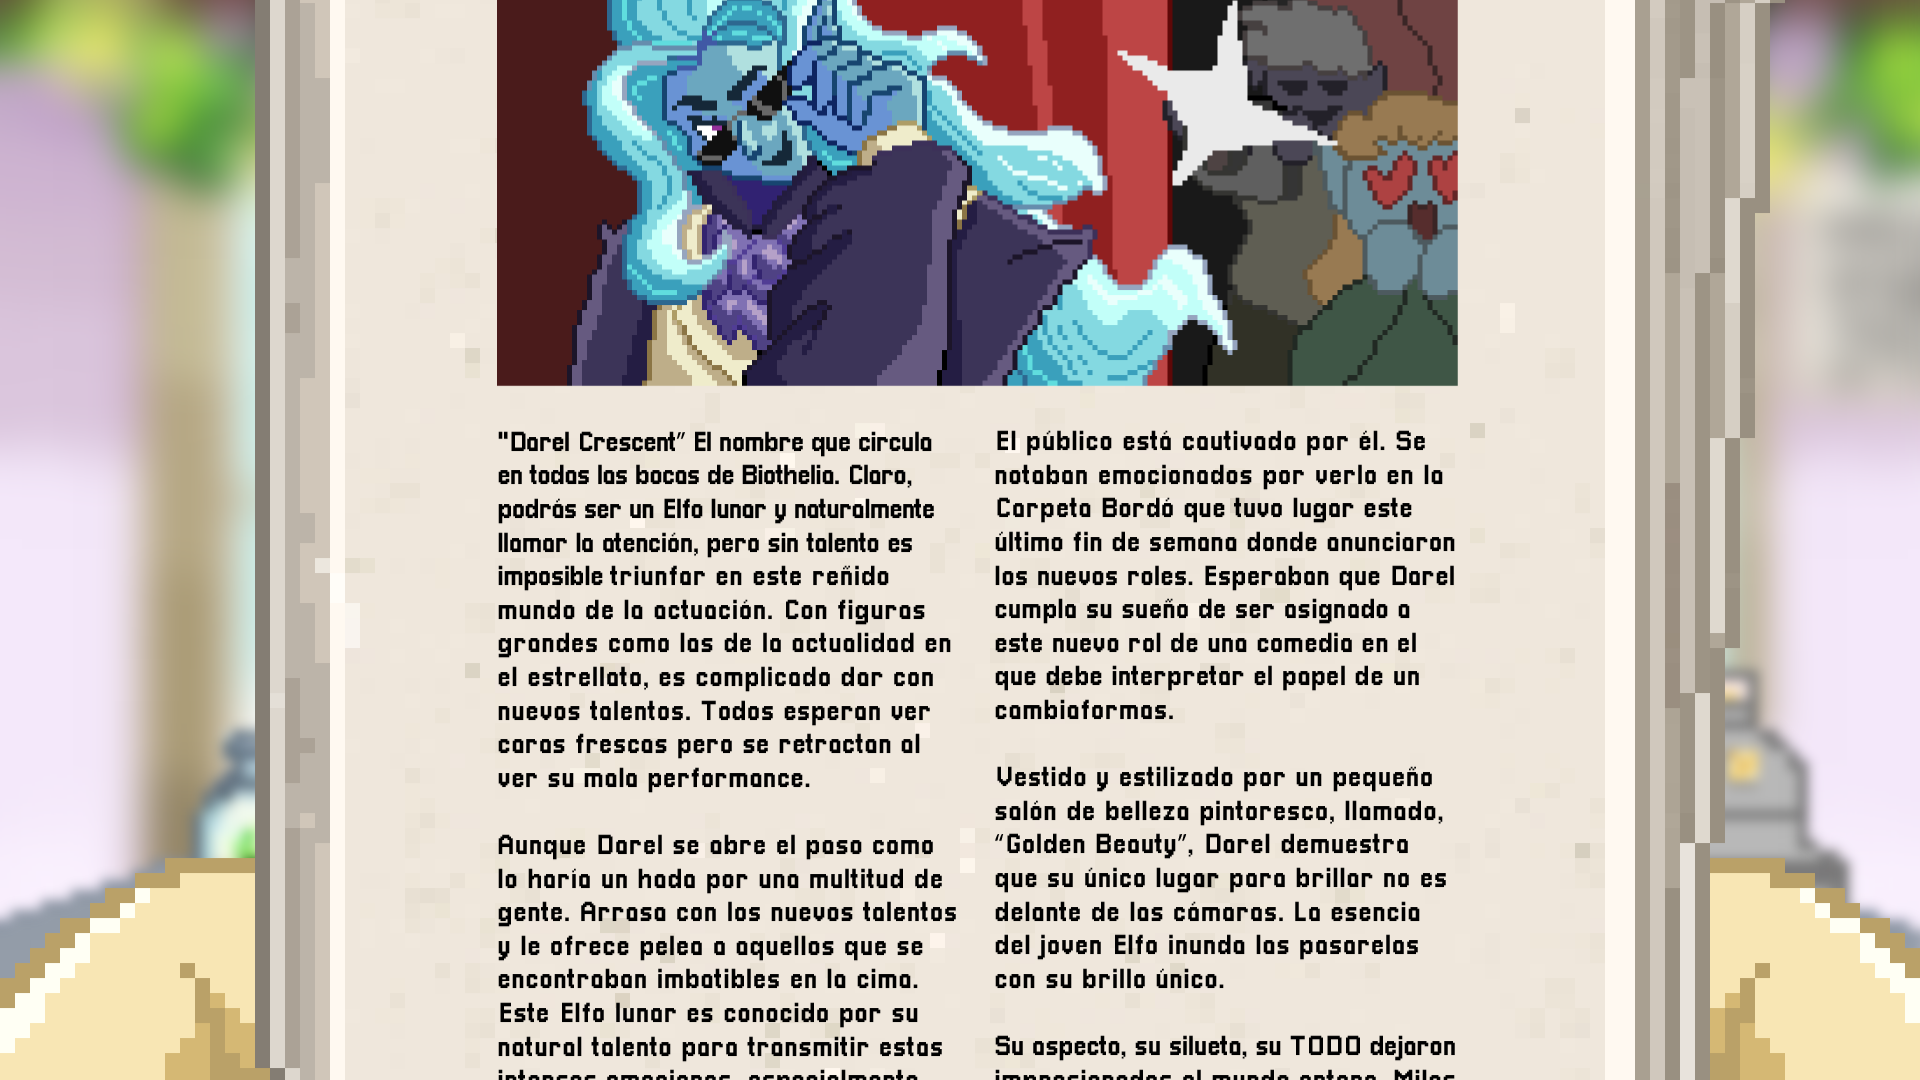 "Darel Crescent" El nombre que circula
en todas las bocas de Biothelia. Claro,
podrás ser un Elfo lunar y naturalmente
llamar la atención, pero sin talento es
imposible triunfar en este reñido
mundo de la actuación. Con figuras
grandes como las de la actualidad en
el estrellato, es complicado dar con
nuevos talentos. Todos esperan ver
caras frescas pero se retractan al
ver su mala performance.
Aunque Darel se abre el paso como
lo haría un hada por una multitud de
gente. Arrasa con los nuevos talentos
y le ofrece pelea a aquellos que se
encontraban imbatibles en la cima.
Este Elfo lunar es conocido por su
natural talento para transmitir estas
intensas emociones, especialmente
El público está cautivado por él. Se
notaban emocionados por verlo en la
Carpeta Bordó que tuvo lugar este
último fin de semana donde anunciaron
los nuevos roles. Esperaban que Darel
cumpla su sueño de ser asignado a
este nuevo rol de una comedia en el
que debe interpretar el papel de un
cambiaformas.
Vestido y estilizado por un pequeño
salón de belleza pintoresco, llamado,
"Golden Beauty", Darel demuestra
que su único lugar para brillar no es
delante de las cámaras. La esencia
del joven Elfo inunda las pasarelas
con su brillo único.
Su aspecto, su silueta, su TODO dejaron
impresionados al mundo entero. Miles